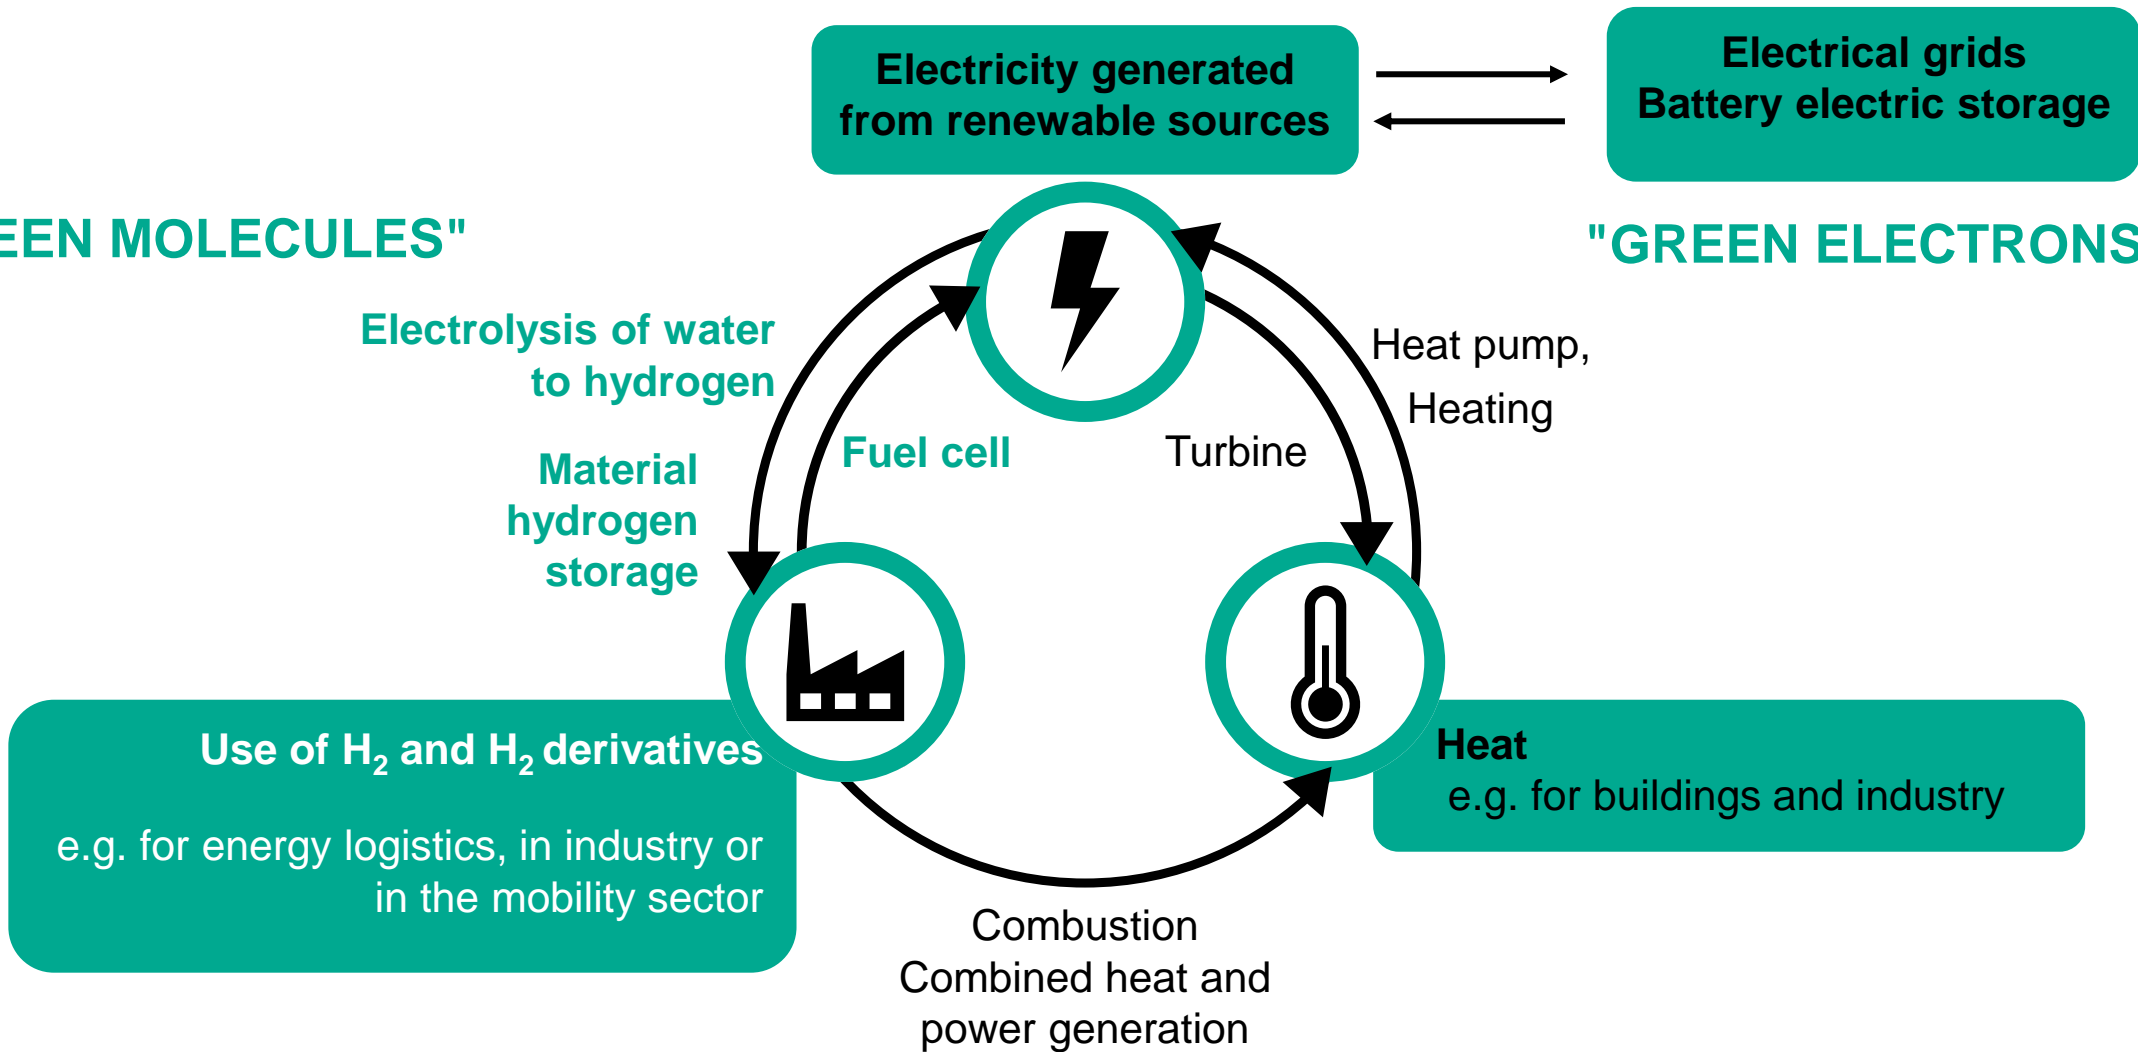 Electricity generated
from renewable sources
Electrical grids
Battery electric storage
EEN MOLECULES"
"GREEN ELECTRONS
Electrolysis of water
to hydrogen
Heat pump,
Heating
Fuel cell
Turbine
Material
hydrogen
storage
Use of H₂ and H₂ derivatives
e.g. for energy logistics, in industry or
in the mobility sector
Heat
e.g. for buildings and industry
Combustion
Combined heat and
power generation